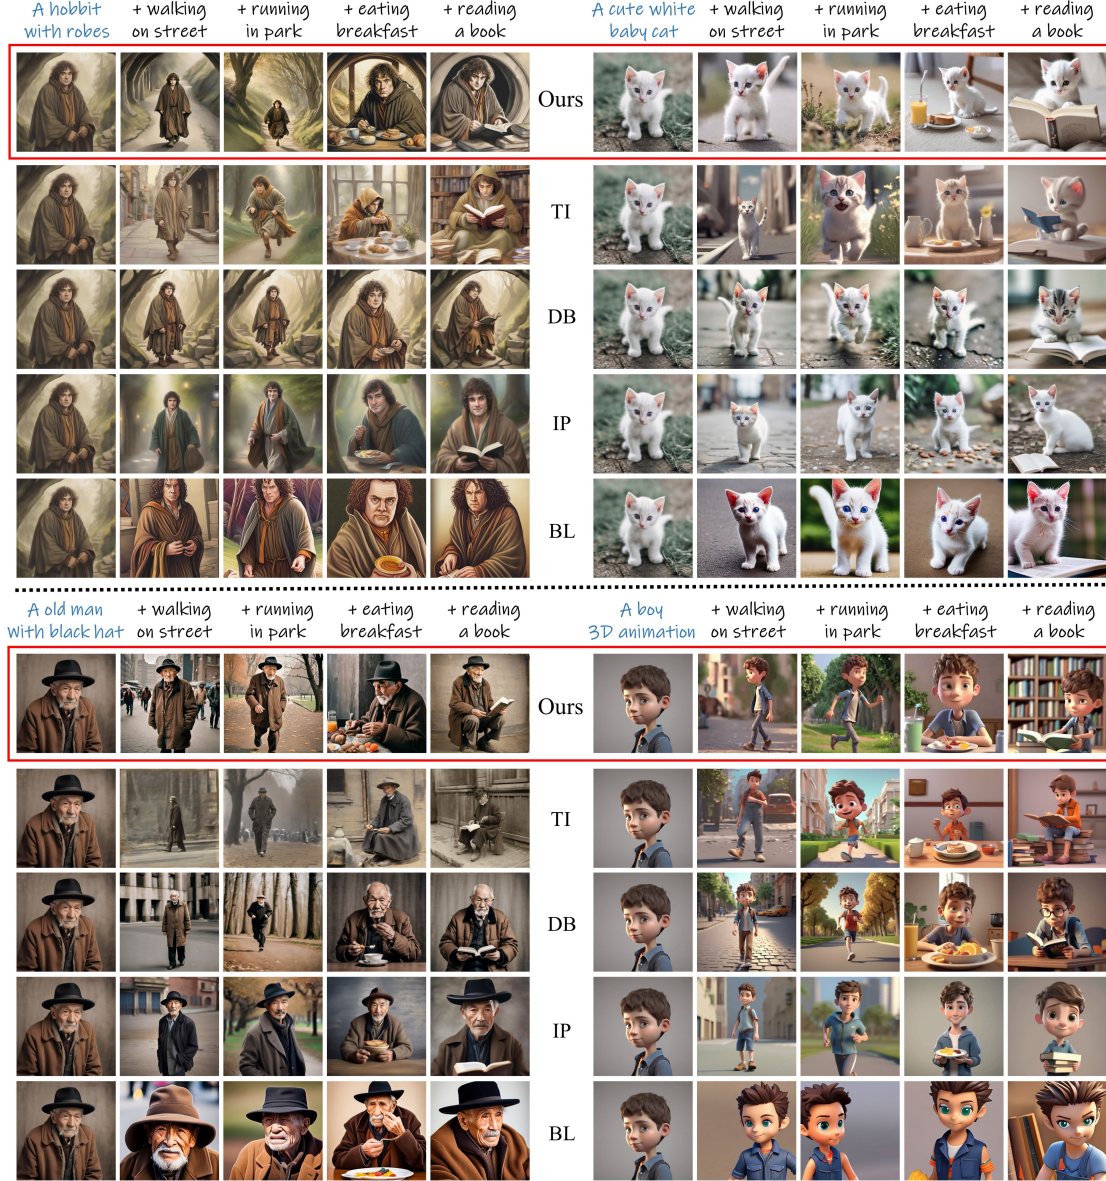 A hobbit
with robes
+ walking
on street
+ running
in park
+ eating
breakfast
+ reading
a book
A cute white
baby cat
+ walking
on street
+ running
in park
+ eating
breakfast
+ reading
a book
Ours
TI
DB
IP
BL
A old man
With black hat
+ walking
on street
+ running
in park
+ eating
breakfast
+ reading
a book
A boy
3D animation
+ walking
on street
+ running
in park
+ eating
breakfast
+ reading
a book
Ours
TI
DB
IP
BL